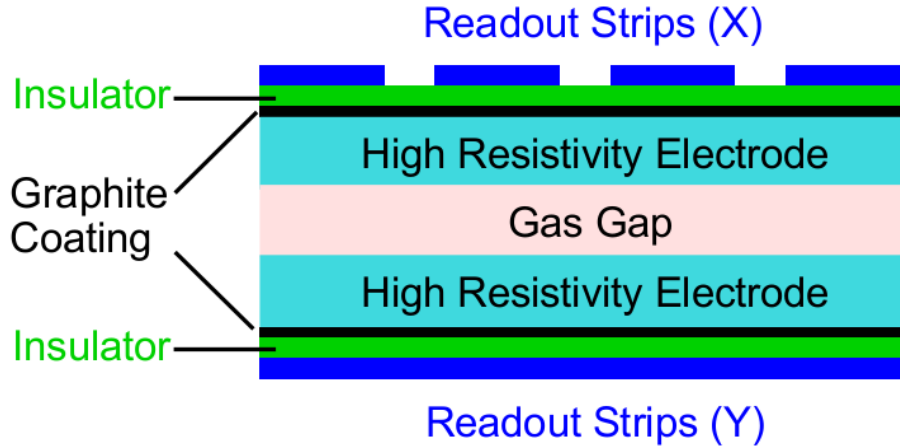 Readout Strips (X)
Insulator
High Resistivity Electrode
Graphite
Coating
Gas Gap
High Resistivity Electrode
Insulator
Readout Strips (Y)